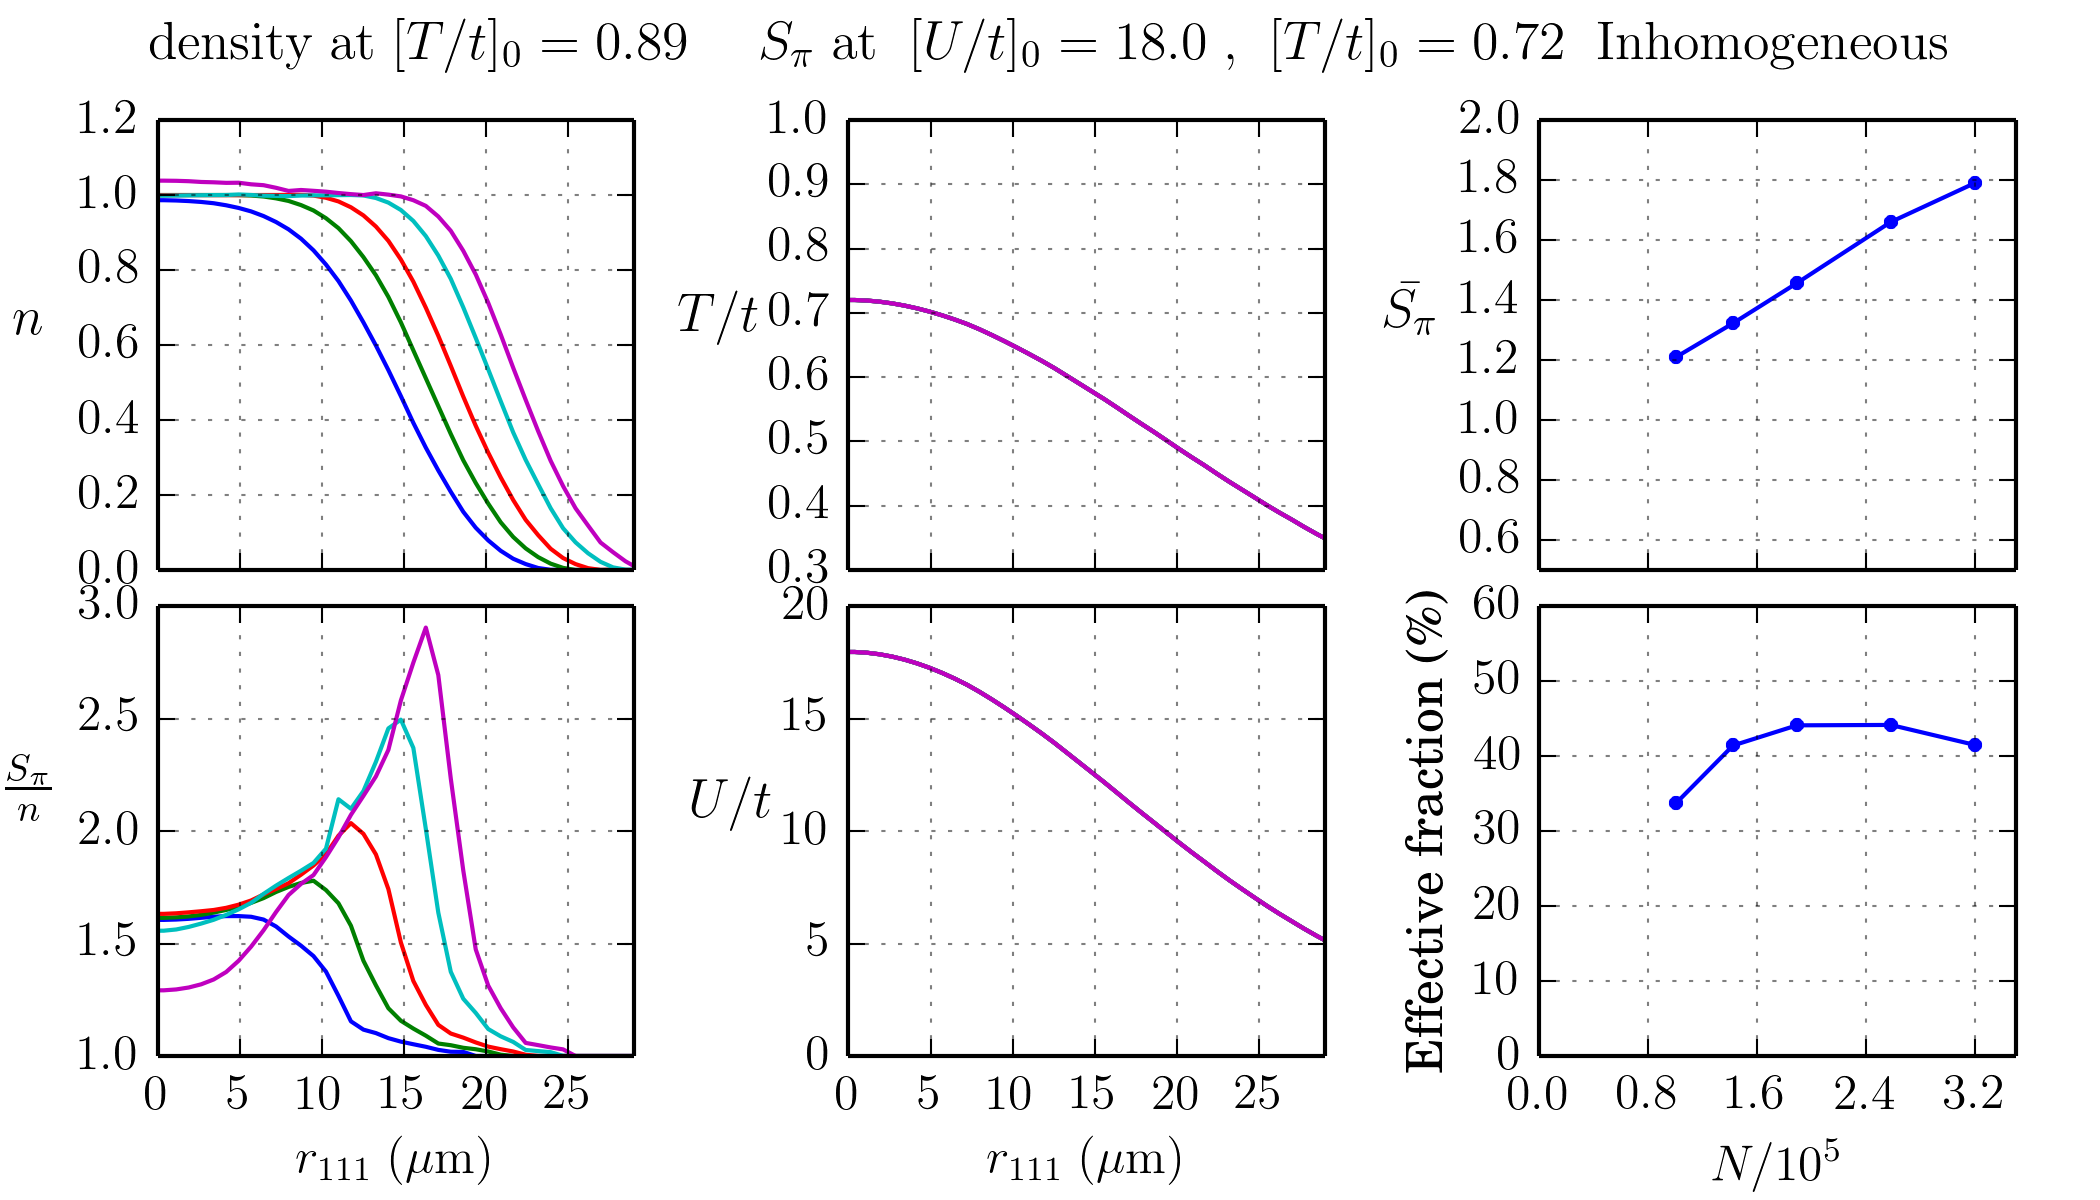 density at [T/t]₀ = 0.89
Sπ at [U/t]₀ = 18.0 , [T/t]₀ = 0.72 Inhomogeneous
n
1.2
1.0
0.8
0.6
0.4
0.2
0.0
T/t
1.0
0.9
0.8
0.7
0.6
0.5
0.4
0.3
S̄π
2.0
1.8
1.6
1.4
1.2
1.0
0.8
0.6
Sπ/n
3.0
2.5
2.0
1.5
1.0
0 5 10 15 20 25
r₁₁₁ (μm)
U/t
20
15
10
5
0
0 5 10 15 20 25
r₁₁₁ (μm)
Effective fraction (%)
60
50
40
30
20
10
0
0.0 0.8 1.6 2.4 3.2
N/10⁵